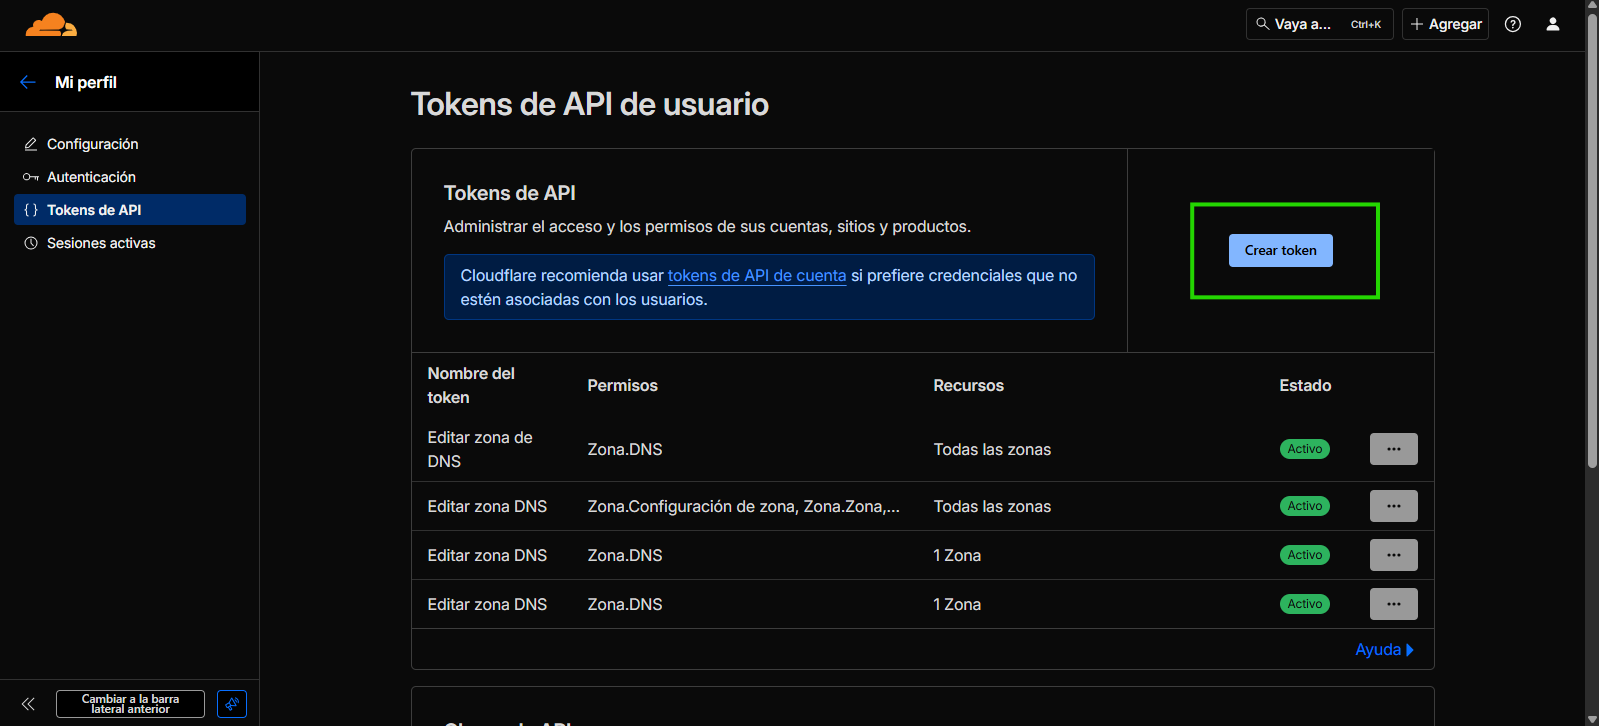 Vaya a... Ctrl+K
Agregar
Mi perfil
Configuración
Autenticación
Tokens de API
Sesiones activas
Cambiar a la barra
lateral anterior
Tokens de API de usuario
Tokens de API
Administrar el acceso y los permisos de sus cuentas, sitios y productos.
Cloudflare recomienda usar tokens de API de cuenta si prefiere credenciales que no
estén asociadas con los usuarios.
Crear token
Nombre del
token
Permisos
Recursos
Estado
Editar zona de
DNS
Zona.DNS
Todas las zonas
Activo
Editar zona DNS
Zona.Configuración de zona, Zona.Zona,...
Todas las zonas
Activo
Editar zona DNS
Zona.DNS
1 Zona
Activo
Editar zona DNS
Zona.DNS
1 Zona
Activo
Ayuda